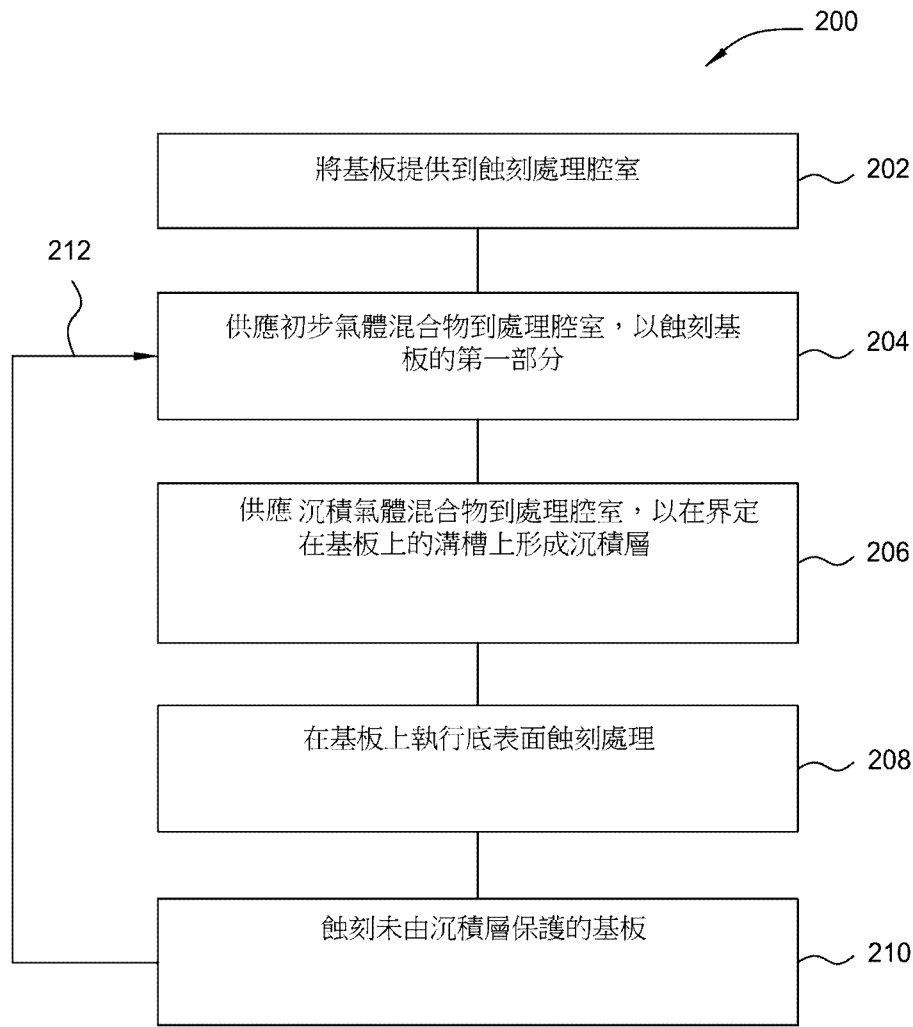 200
將基板提供到蝕刻處理腔室
202
212
供應初步氣體混合物到處理腔室，以蝕刻基
板的第一部分
204
供應 沉積氣體混合物到處理腔室，以在界定
在基板上的溝槽上形成沉積層
206
在基板上執行底表面蝕刻處理
208
蝕刻未由沉積層保護的基板
210